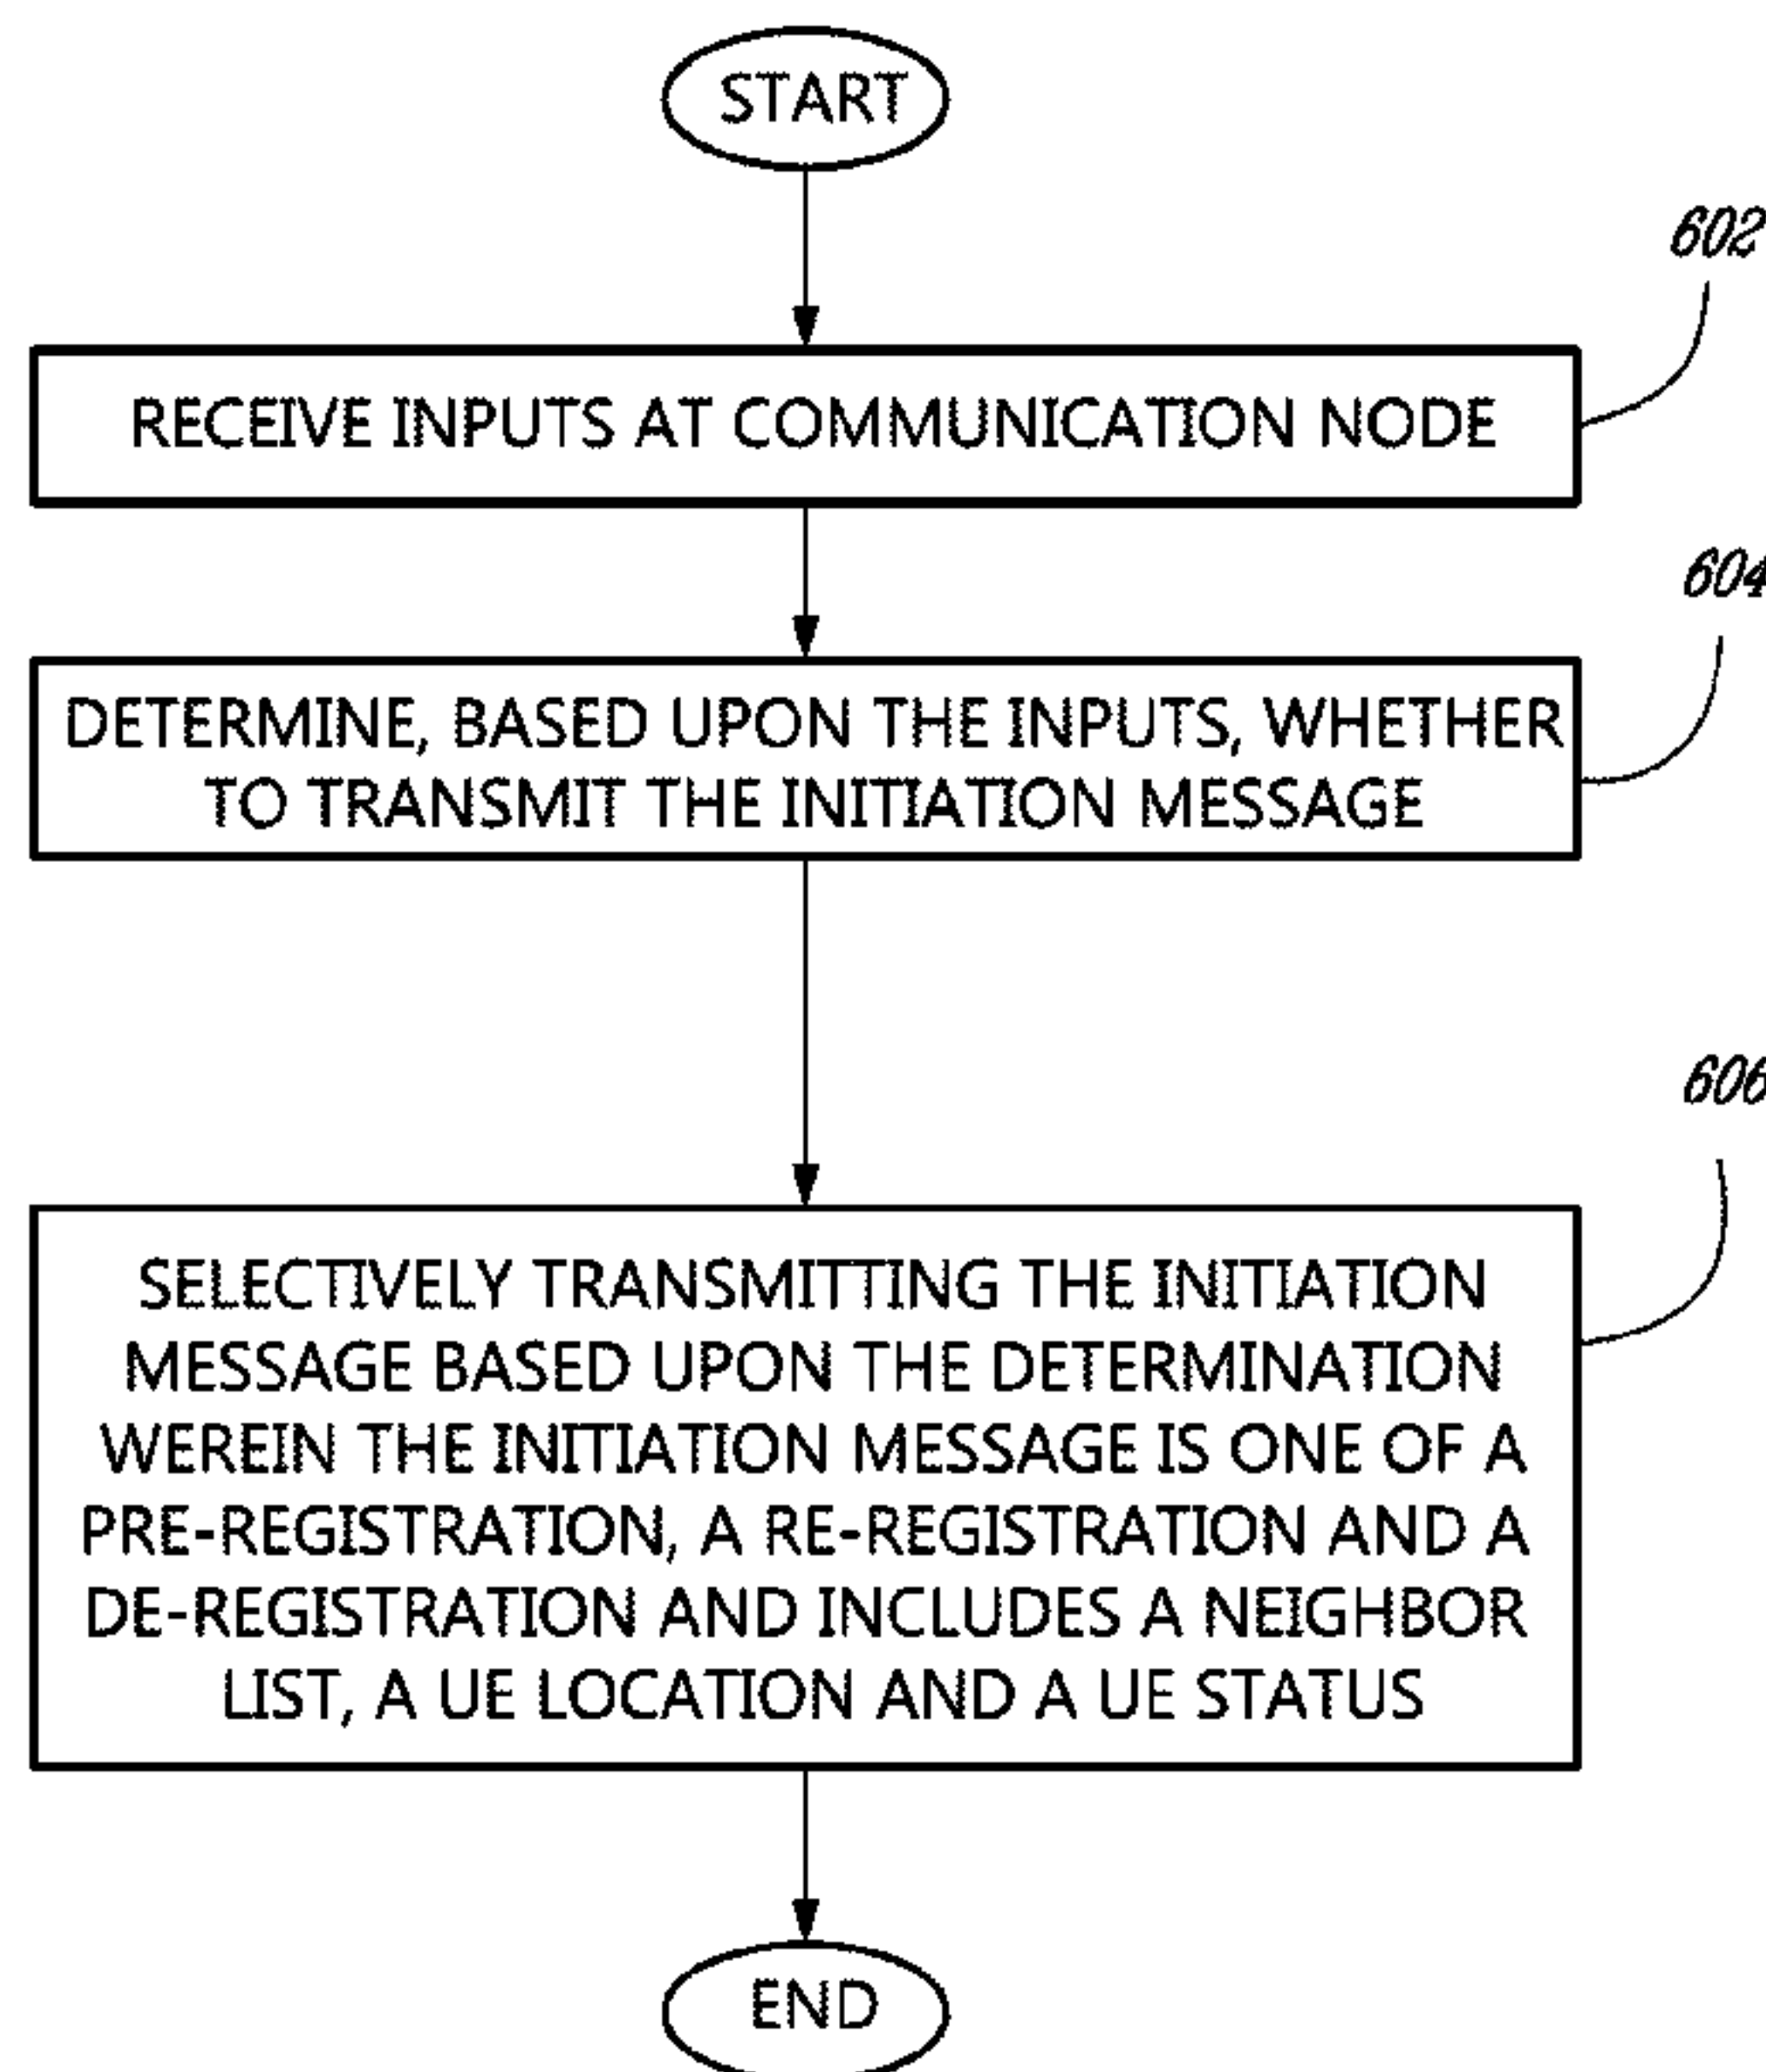 START
602
RECEIVE INPUTS AT COMMUNICATION NODE
604
DETERMINE, BASED UPON THE INPUTS, WHETHER
TO TRANSMIT THE INITIATION MESSAGE
606
SELECTIVELY TRANSMITTING THE INITIATION
MESSAGE BASED UPON THE DETERMINATION
WEREIN THE INITIATION MESSAGE IS ONE OF A
PRE-REGISTRATION, A RE-REGISTRATION AND A
DE-REGISTRATION AND INCLUDES A NEIGHBOR
LIST, A UE LOCATION AND A UE STATUS
END